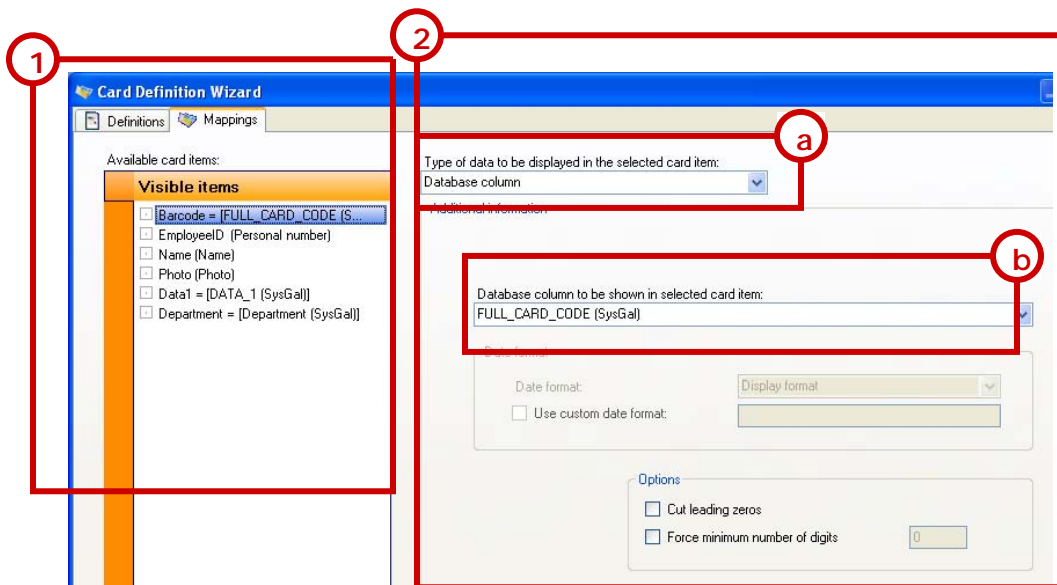 1
2
Card Definition Wizard
Definitions
Mappings
a
Available card items:
Visible items
Barcode = [FULL_CARD_CODE (S...
EmployeeID (Personal number)
Name (Name)
Photo (Photo)
Data1 = [DATA_1 (SysGal)]
Department = [Department (SysGal)]
Type of data to be displayed in the selected card item:
Database column
Additional information
b
Database column to be shown in selected card item:
FULL_CARD_CODE (SysGal)
Date format
Date format:
Display format
Use custom date format:
Options
Cut leading zeros
Force minimum number of digits
0